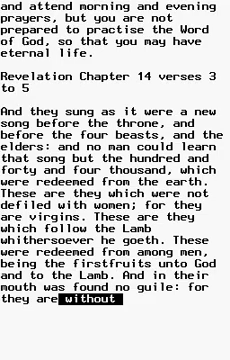 and attend morning and evening
prayers, but you are not
prepared to practise the Word
of God, so that you may have
eternal life.

Revelation Chapter 14 verses 3
to 5

And they sung as it were a new
song before the throne, and
before the four beasts, and the
elders: and no man could learn
that song but the hundred and
forty and four thousand, which
were redeemed from the earth.
These are they which were not
defiled with women; for they
are virgins. These are they
which follow the Lamb
whithersoever he goeth. These
were redeemed from among men,
being the firstfruits unto God
and to the Lamb. And in their
mouth was found no guile: for
they are without